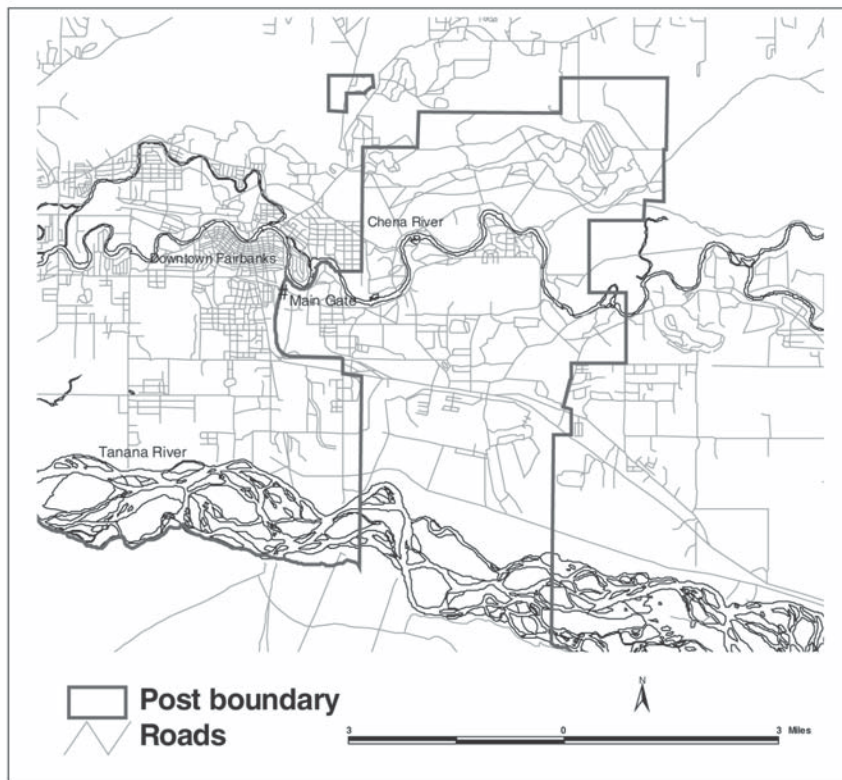 Chena River
Downtown Fairbanks
Main Gate
Tanana River
Post boundary
Roads
N
3 0 3 Miles